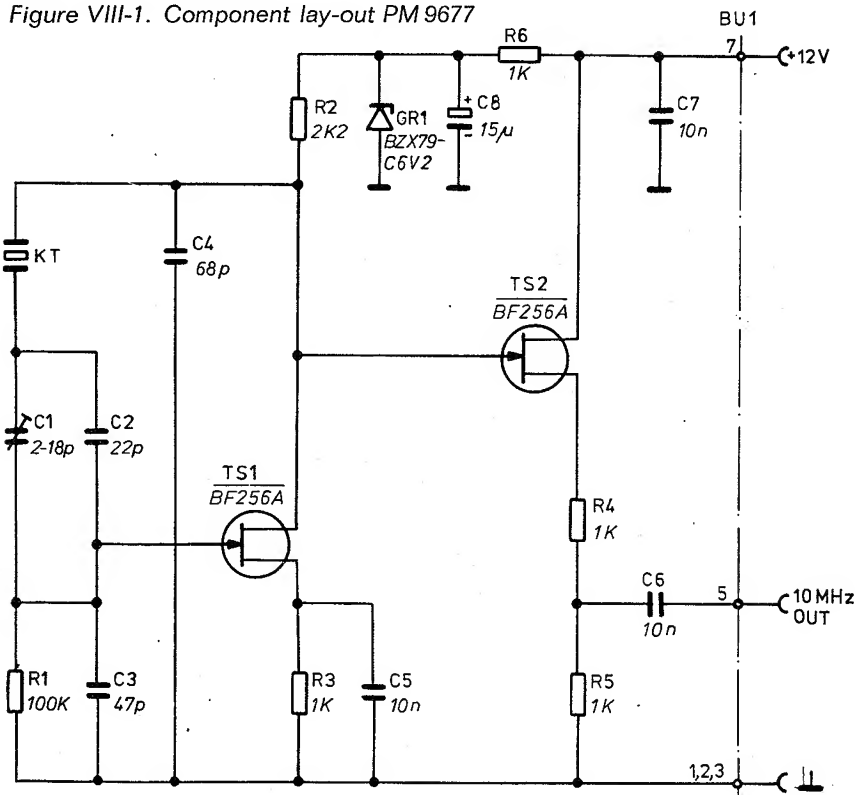 Figure VIII-1. Component lay-out PM 9677
BU1
R6
1K
7
+12V
R2
2K2
GR1
BZX79-
C6V2
+
C8
15µ
-
C7
10n
KT
C4
68p
TS2
BF256A
C1
2-18p
C2
22p
TS1
BF256A
R4
1K
C6
10n
5
10MHz
OUT
R1
100K
C3
47p
R3
1K
C5
10n
R5
1K
1,2,3